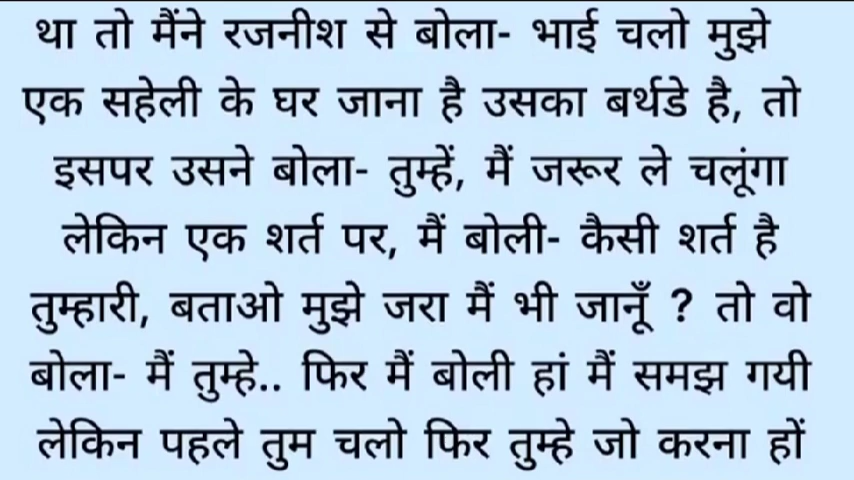 था तो मैंने रजनीश से बोला- भाई चलो मुझे
एक सहेली के घर जाना है उसका बर्थडे है, तो
इसपर उसने बोला- तुम्हें, मैं जरूर ले चलूंगा
लेकिन एक शर्त पर, मैं बोली- कैसी शर्त है
तुम्हारी, बताओ मुझे जरा मैं भी जानूँ ? तो वो
बोला- मैं तुम्हे.. फिर मैं बोली हां मैं समझ गयी
लेकिन पहले तुम चलो फिर तुम्हे जो करना हों